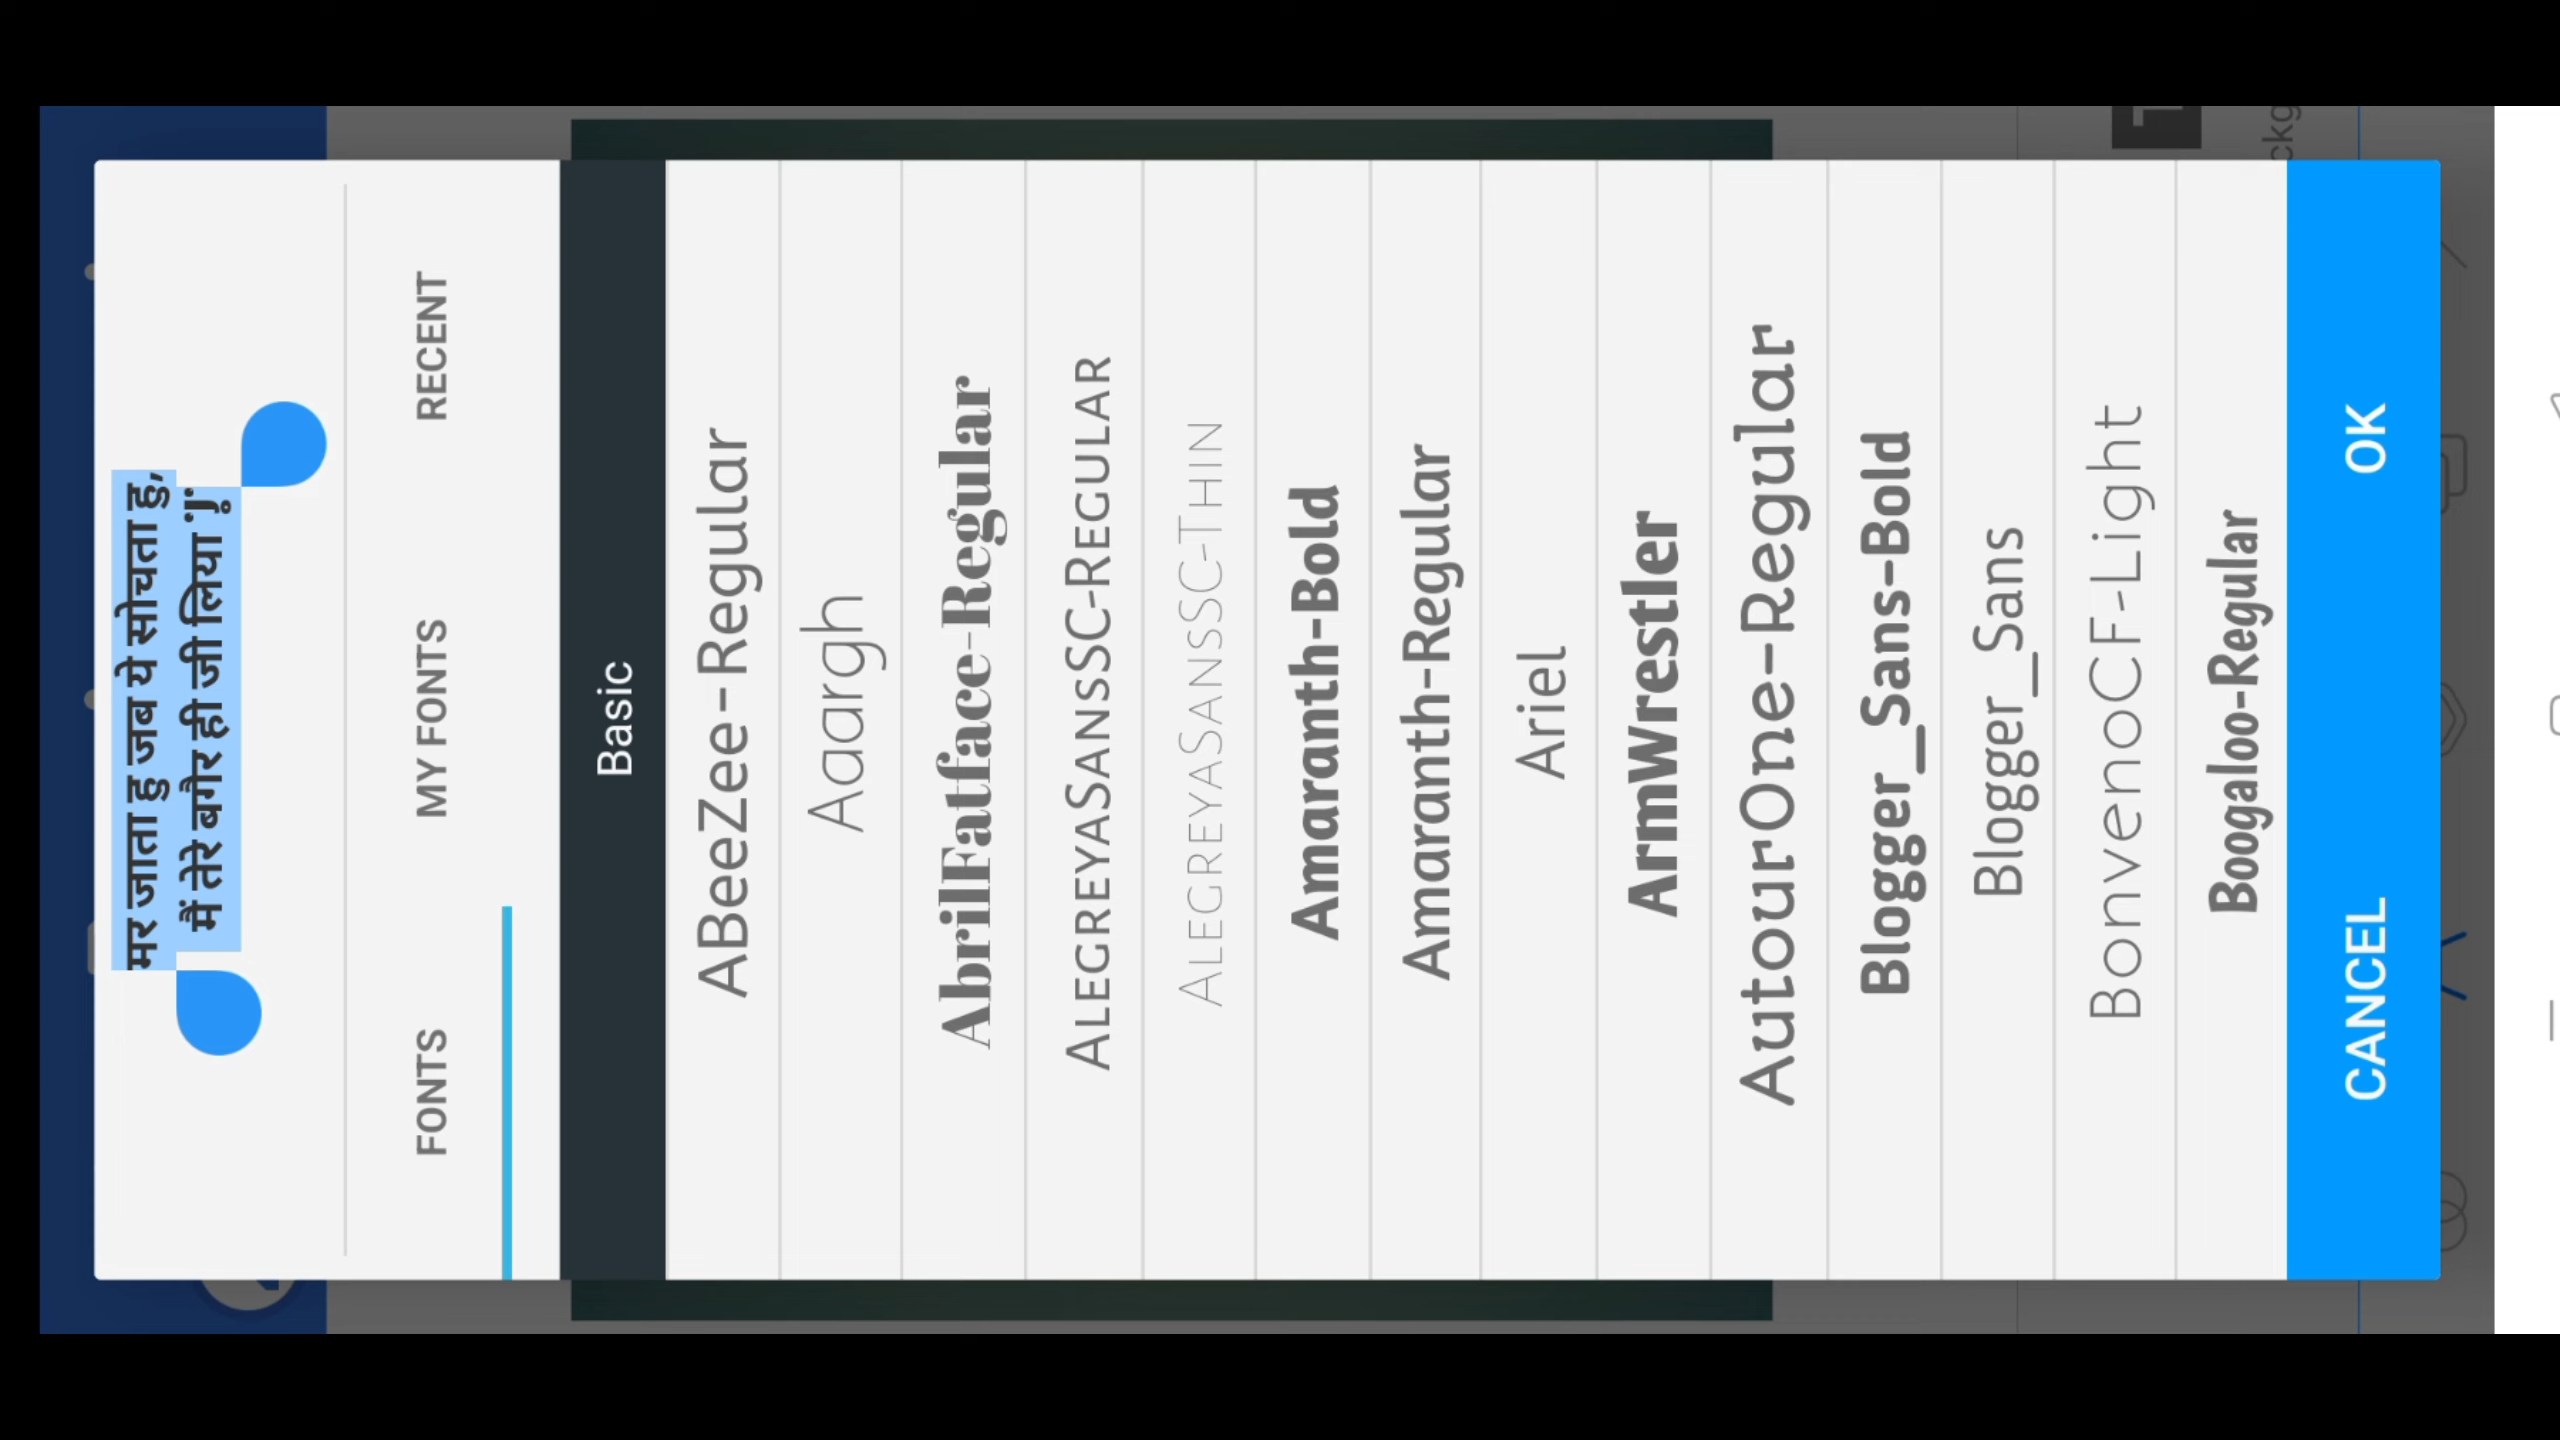 मर जाता हु जब ये सोचता हु,
में तेरे बगेर ही जी लिया तु
FONTS MY FONTS RECENT
Basic
ABeeZee-Regular
Aaargh
AbrilFatface-Regular
AlegreyaSansSC-Regular
AlegreyaSansSC-Thin
Amaranth-Bold
Amaranth-Regular
Ariel
ArmWrestler
AutourOne-Regular
Blogger_Sans-Bold
Blogger_Sans
BonvenoCF-Light
Boogaloo-Regular
CANCEL OK